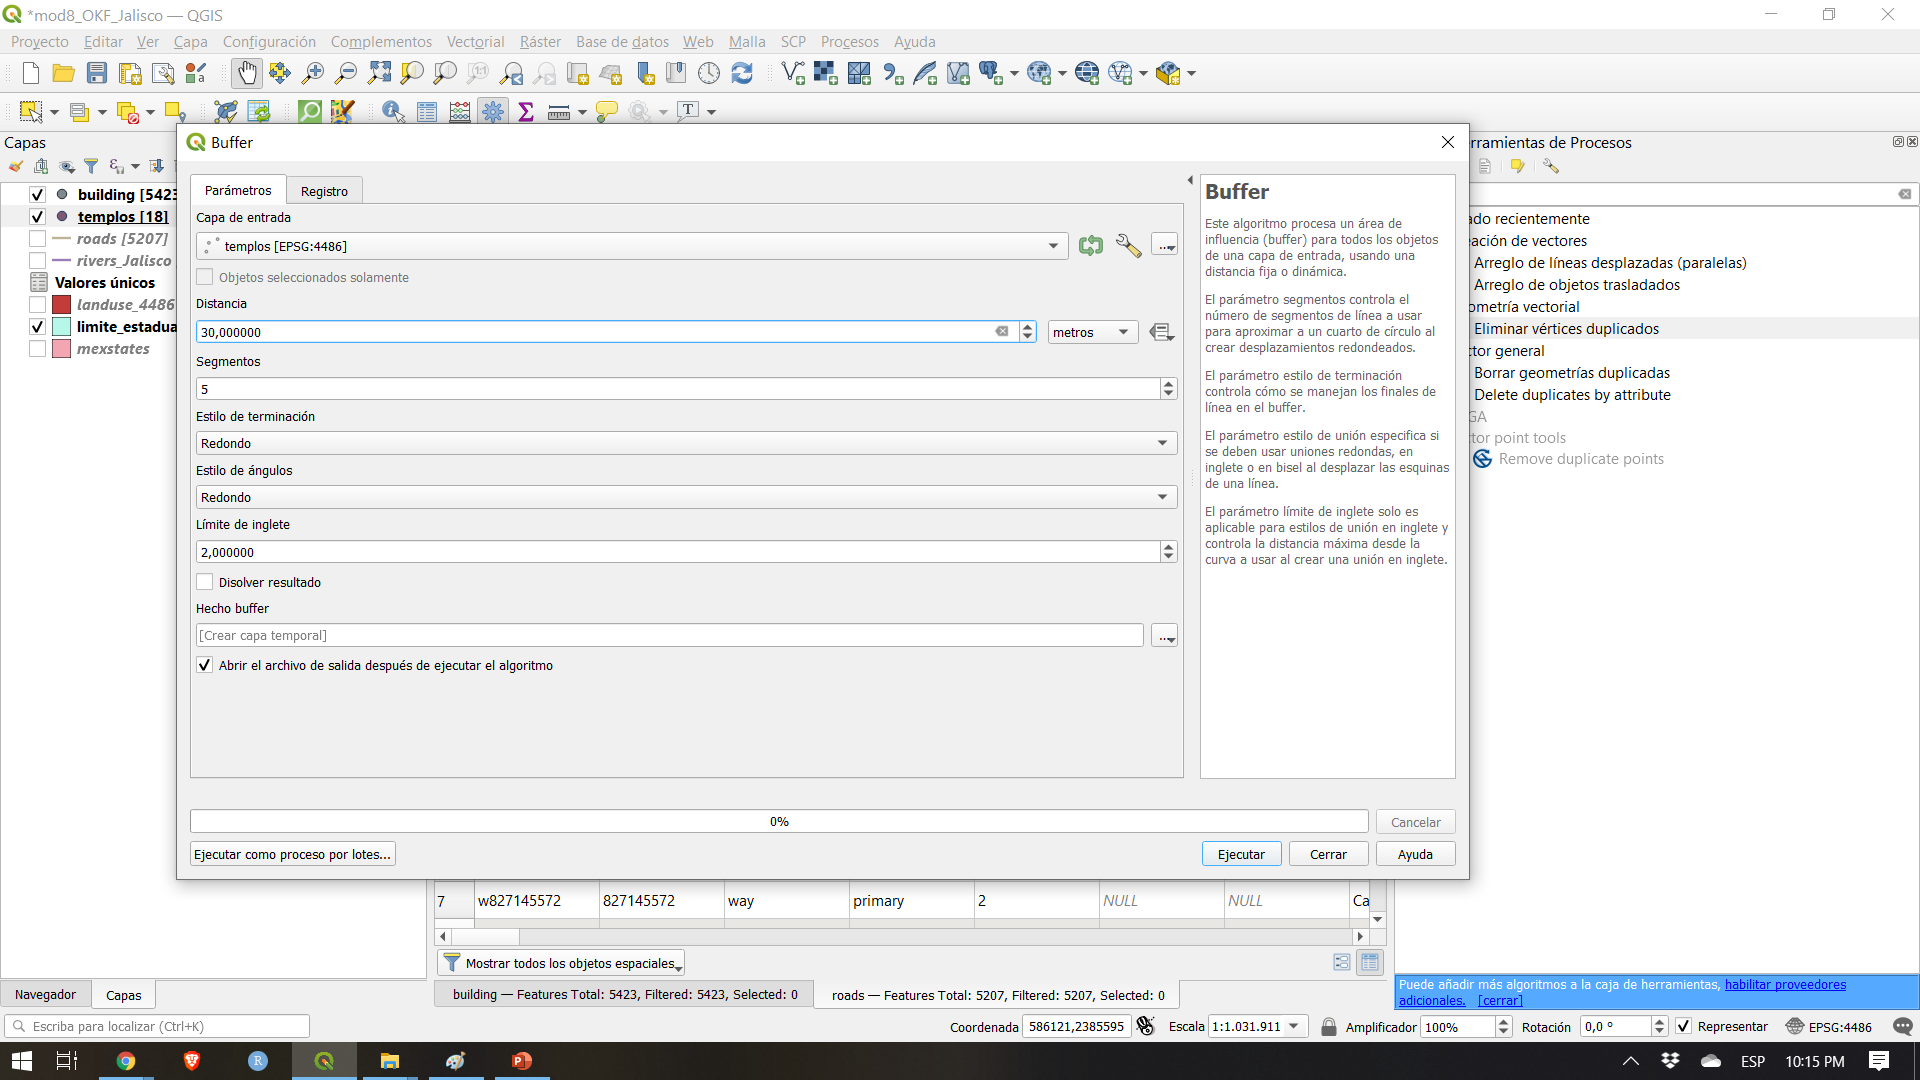 *mod8_OKF_Jalisco — QGIS
Proyecto Editar Ver Capa Configuración Complementos Vectorial Ráster Base de datos Web Malla SCP Procesos Ayuda
Capas
building [5423
templos [18]
roads [5207]
rivers_Jalisco
Valores únicos
landuse_4486
limite_estadua
mexstates
Buffer
Parámetros
Registro
Capa de entrada
templos [EPSG:4486]
Objetos seleccionados solamente
Distancia
30,000000
metros
Segmentos
5
Estilo de terminación
Redondo
Estilo de ángulos
Redondo
Límite de inglete
2,000000
Disolver resultado
Hecho buffer
[Crear capa temporal]
Abrir el archivo de salida después de ejecutar el algoritmo
Buffer
Este algoritmo procesa un área de
influencia (buffer) para todos los objetos
de una capa de entrada, usando una
distancia fija o dinámica.
El parámetro segmentos controla el
número de segmentos de línea a usar
para aproximar a un cuarto de círculo al
crear desplazamientos redondeados.
El parámetro estilo de terminación
controla cómo se manejan los finales de
línea en el buffer.
El parámetro estilo de unión especifica si
se deben usar uniones redondas, en
inglete o en bisel al desplazar las esquinas
de una línea.
El parámetro límite de inglete solo es
aplicable para estilos de unión en inglete y
controla la distancia máxima desde la
curva a usar al crear una unión en inglete.
0%
Cancelar
Ejecutar como proceso por lotes...
Ejecutar
Cerrar
Ayuda
rramientas de Procesos
ado recientemente
eación de vectores
Arreglo de líneas desplazadas (paralelas)
Arreglo de objetos trasladados
ometría vectorial
Eliminar vértices duplicados
ctor general
Borrar geometrías duplicadas
Delete duplicates by attribute
GA
ctor point tools
Remove duplicate points
7 w827145572 827145572 way primary 2 NULL NULL Ca
Mostrar todos los objetos espaciales
building — Features Total: 5423, Filtered: 5423, Selected: 0
roads — Features Total: 5207, Filtered: 5207, Selected: 0
Puede añadir más algoritmos a la caja de herramientas, habilitar proveedores
adicionales. [cerrar]
Navegador
Capas
Escriba para localizar (Ctrl+K)
Coordenada 586121,2385595 Escala 1:1.031.911 Amplificador 100% Rotación 0,0 ° Representar EPSG:4486
ESP 10:15 PM